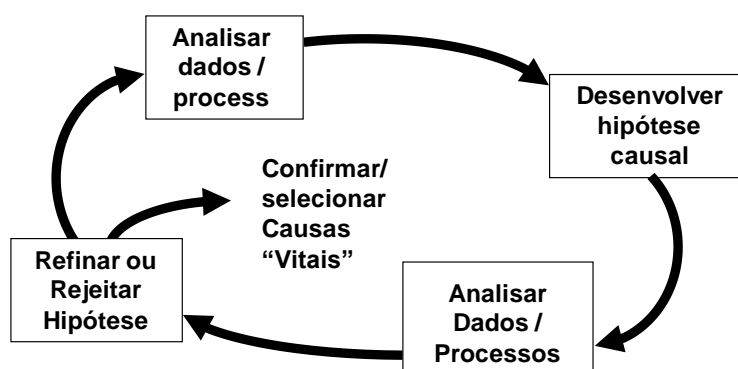 Analisar
dados /
process
Desenvolver
hipótese
causal
Confirmar/
selecionar
Causas
“Vitais”
Refinar ou
Rejeitar
Hipótese
Analisar
Dados /
Processos